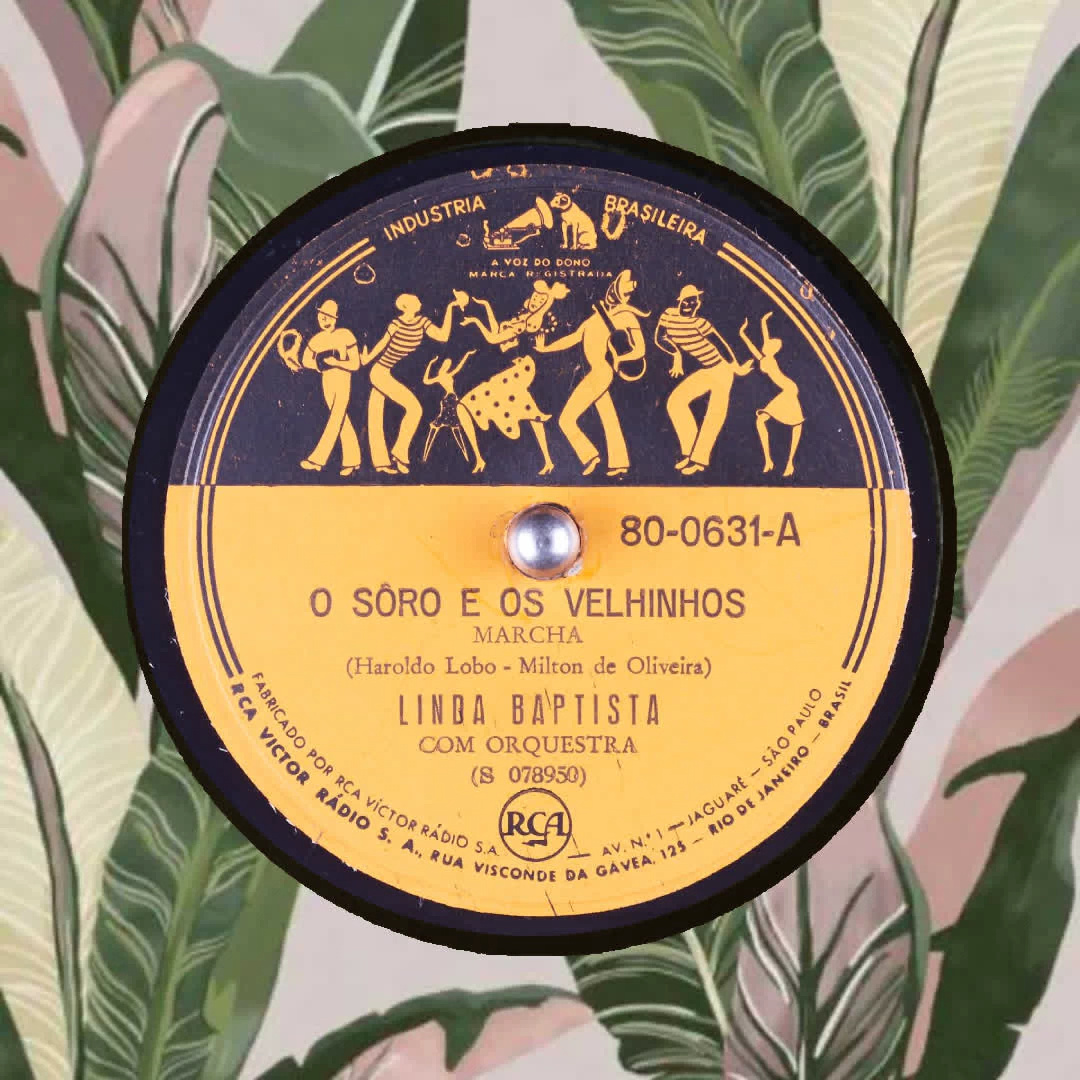 INDUSTRIA BRASILEIRA
A VOZ DO DONO
MARCA REGISTRADA
80-0631-A
O SÔRO E OS VELHINHOS
MARCHA
(Haroldo Lobo - Milton de Oliveira)
LINDA BAPTISTA
COM ORQUESTRA
(S 078950)
RCA
FABRICADO POR RCA VICTOR RÁDIO S.A. — AV. N.º 1 — JAGUARÉ — SÃO PAULO
RCA VICTOR RÁDIO S. A., RUA VISCONDE DA GÁVEA, 125 - RIO DE JANEIRO - BRASIL